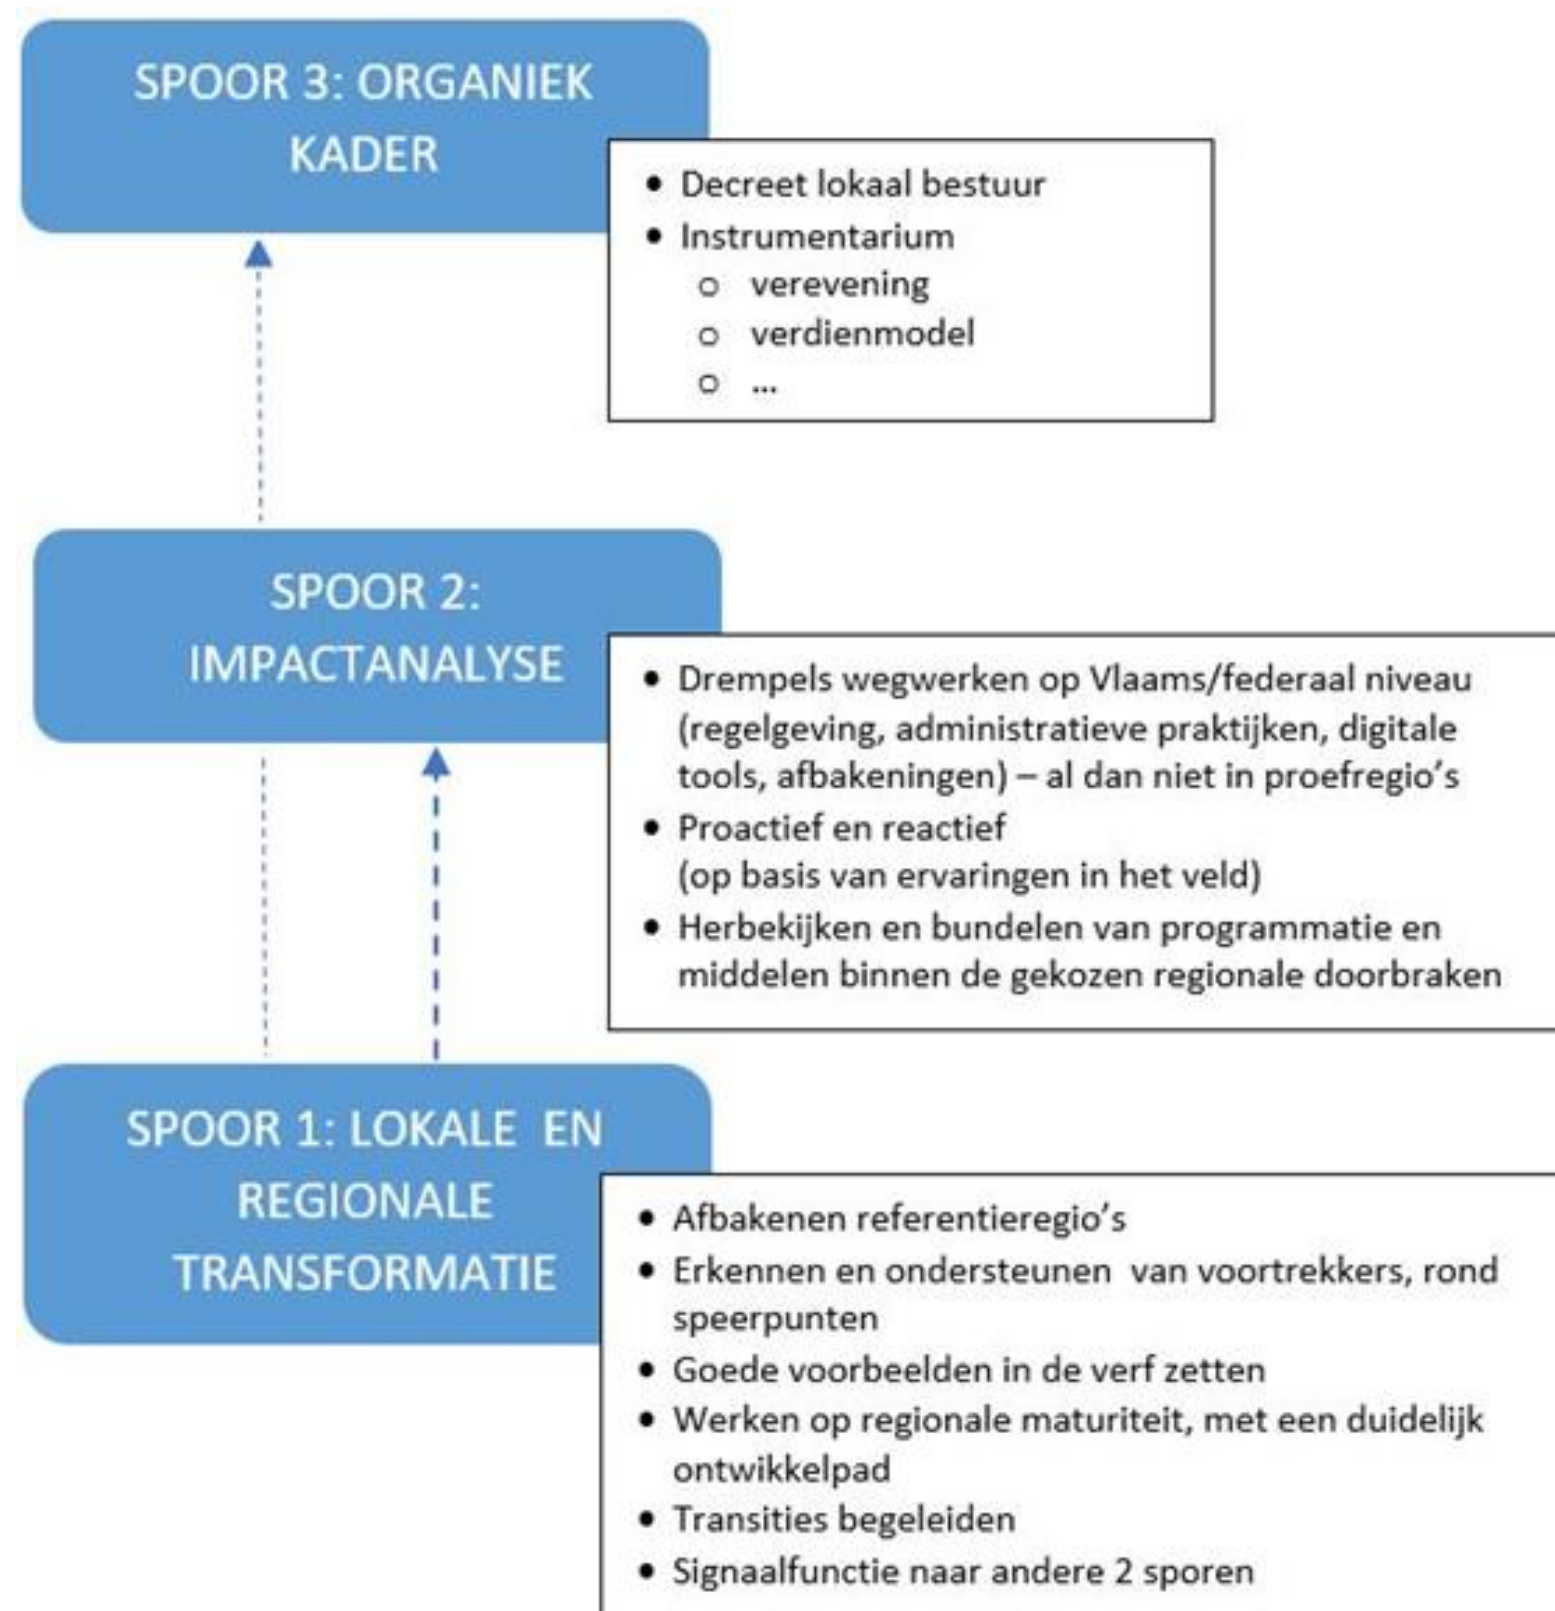 SPOOR 3: ORGANIEK
KADER
• Decreet lokaal bestuur
• Instrumentarium
o verevening
o verdienmodel
o ...
SPOOR 2:
IMPACTANALYSE
• Drempels wegwerken op Vlaams/federaal niveau
(regelgeving, administratieve praktijken, digitale
tools, afbakeningen) – al dan niet in proefregio’s
• Proactief en reactief
(op basis van ervaringen in het veld)
• Herbekijken en bundelen van programmatie en
middelen binnen de gekozen regionale doorbraken
SPOOR 1: LOKALE EN
REGIONALE
TRANSFORMATIE
• Afbakenen referentieregio’s
• Erkennen en ondersteunen van voortrekkers, rond
speerpunten
• Goede voorbeelden in de verf zetten
• Werken op regionale maturiteit, met een duidelijk
ontwikkelpad
• Transities begeleiden
• Signaalfunctie naar andere 2 sporen